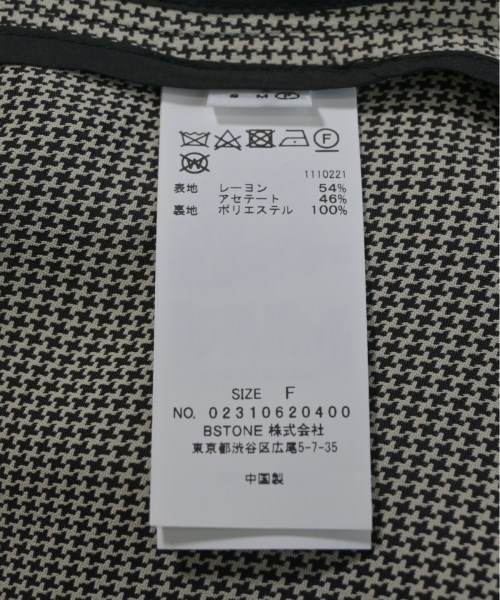 S M F
F
W
1110221
表地 レーヨン 54%
アセテート 46%
裏地 ポリエステル 100%
SIZE F
NO. 02310620400
BSTONE 株式会社
東京都渋谷区広尾5-7-35
中国製